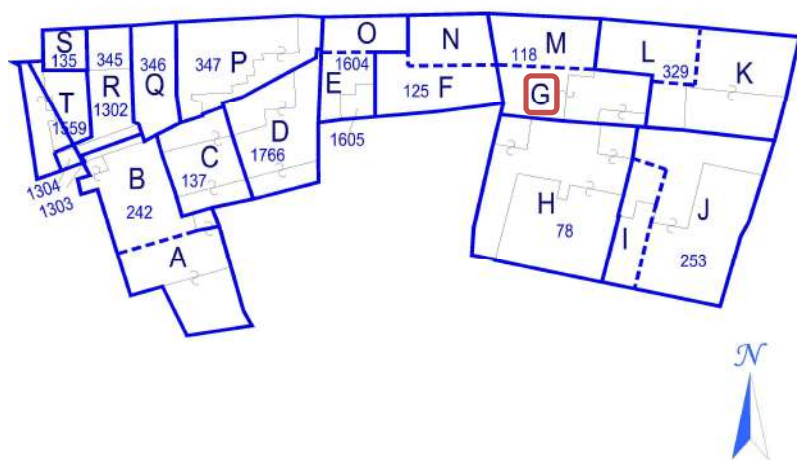 S 135
345 R 1302
346 Q
347 P
O 1604
N
118 M
L 329
K
T 1559
E
125 F
G
1605
D 1766
C 137
B 242
1304
1303
A
H 78
I
J 253
N